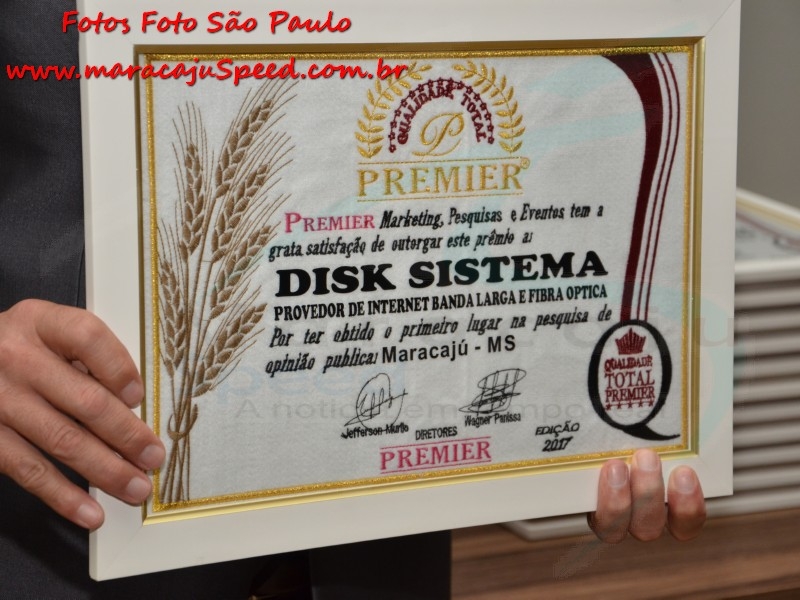 Fotos Foto São Paulo
www.maracajuSpeed.com.br
QUALIDADE TOTAL
P
PREMIER®
PREMIER Marketing, Pesquisas e Eventos tem a
grata satisfação de outorgar este prêmio a:
DISK SISTEMA
PROVEDOR DE INTERNET BANDA LARGA E FIBRA OPTICA
Por ter obtido o primeiro lugar na pesquisa de
opinião publica: Maracajú - MS
Jefferson Murilo
DIRETORES
Wagner Panissa
EDIÇÃO
2017
PREMIER
QUALIDADE
TOTAL
PREMIER